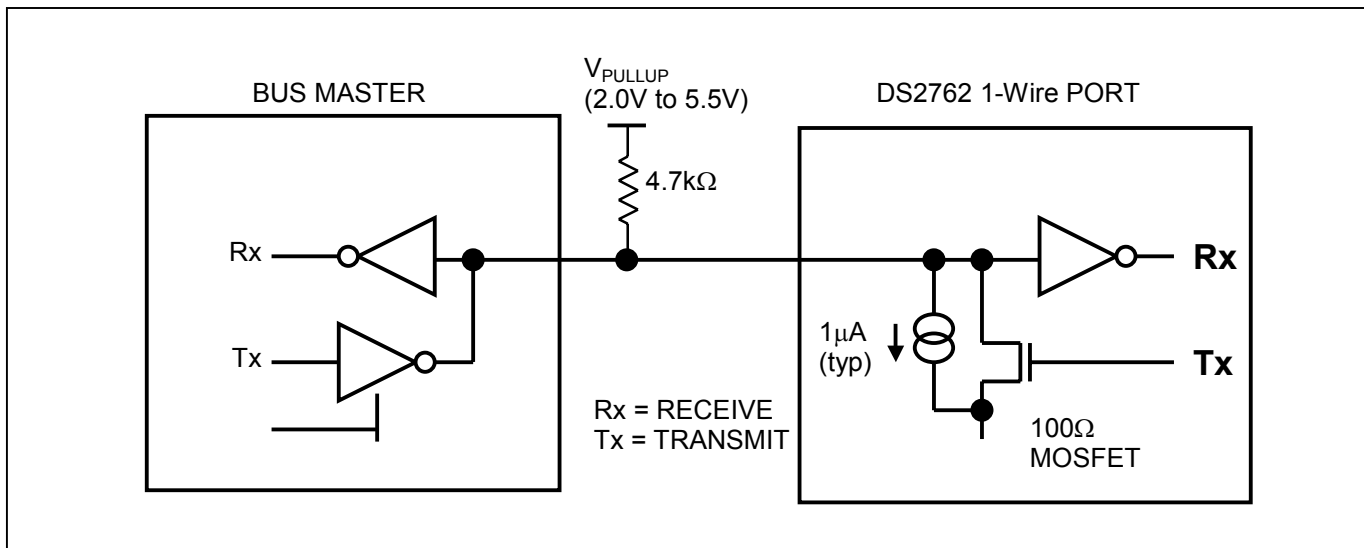 BUS MASTER
V_PULLUP
(2.0V to 5.5V)
DS2762 1-Wire PORT
4.7kΩ
Rx
Tx
1μA
(typ)
Rx
Tx
Rx = RECEIVE
Tx = TRANSMIT
100Ω
MOSFET